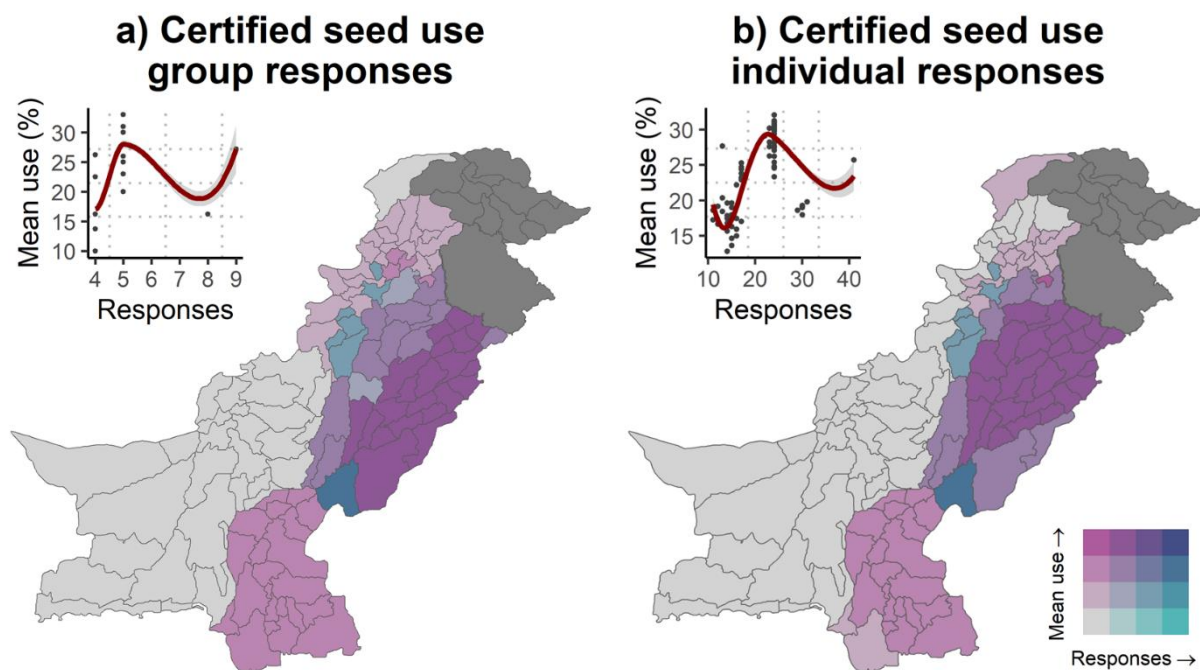 a) Certified seed use
group responses
b) Certified seed use
individual responses
Mean use (%)
30
25
20
15
10
4 5 6 7 8 9
Responses
Mean use (%)
30
25
20
15
10 20 30 40
Responses
Mean use →
Responses →